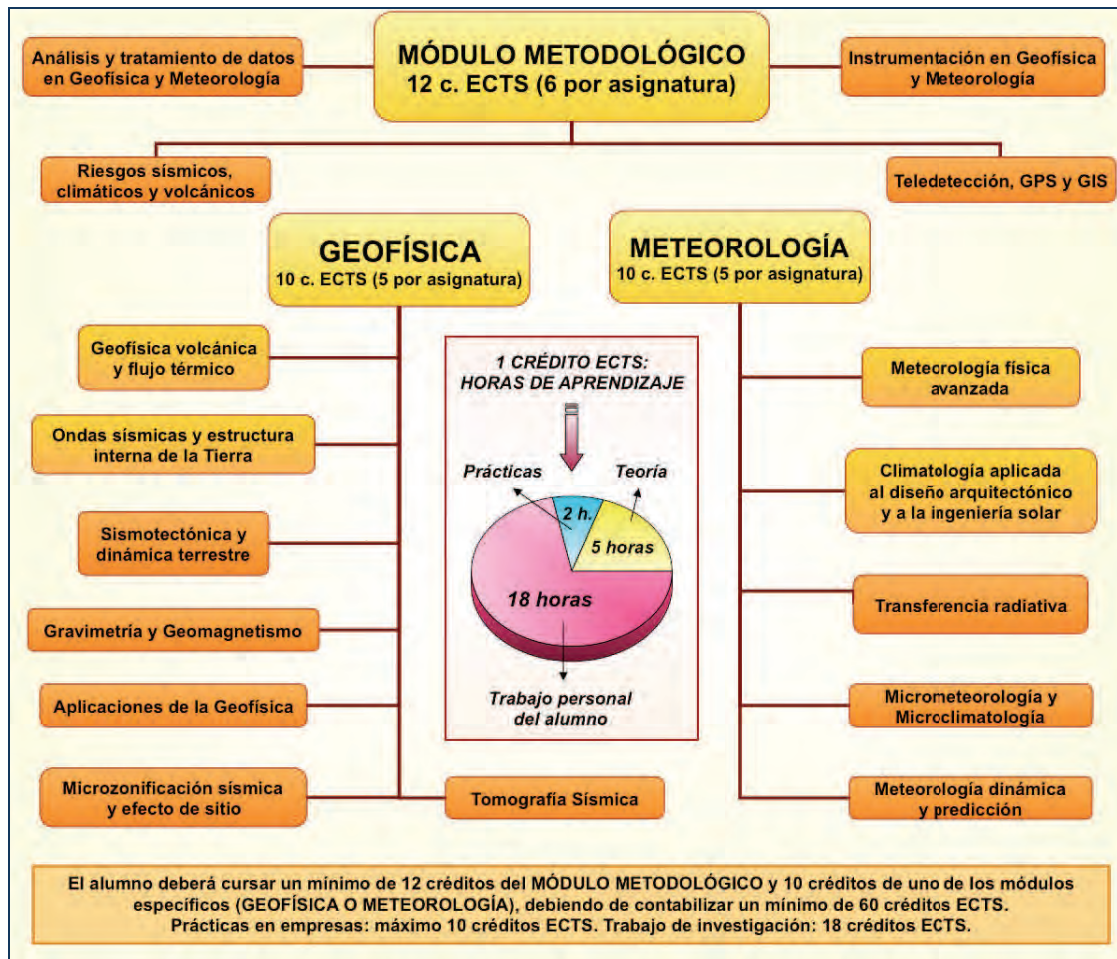 MÓDULO METODOLÓGICO
12 c. ECTS (6 por asignatura)
Análisis y tratamiento de datos
en Geofísica y Meteorología
Instrumentación en Geofísica
y Meteorología
Riesgos sísmicos,
climáticos y volcánicos
Teledetección, GPS y GIS
GEOFÍSICA
10 c. ECTS (5 por asignatura)
METEOROLOGÍA
10 c. ECTS (5 por asignatura)
Geofísica volcánica
y flujo térmico
Ondas sísmicas y estructura
interna de la Tierra
Sismotectónica y
dinámica terrestre
Gravimetría y Geomagnetismo
Aplicaciones de la Geofísica
Microzonificación sísmica
y efecto de sitio
Tomografía Sísmica
1 CRÉDITO ECTS:
HORAS DE APRENDIZAJE
Prácticas
Teoría
2 h.
5 horas
18 horas
Trabajo personal
del alumno
Meteorología física
avanzada
Climatología aplicada
al diseño arquitectónico
y a la ingeniería solar
Transferencia radiativa
Micrometeorología y
Microclimatología
Meteorología dinámica
y predicción
El alumno deberá cursar un mínimo de 12 créditos del MÓDULO METODOLÓGICO y 10 créditos de uno de los módulos
específicos (GEOFÍSICA O METEOROLOGÍA), debiendo de contabilizar un mínimo de 60 créditos ECTS.
Prácticas en empresas: máximo 10 créditos ECTS. Trabajo de investigación: 18 créditos ECTS.